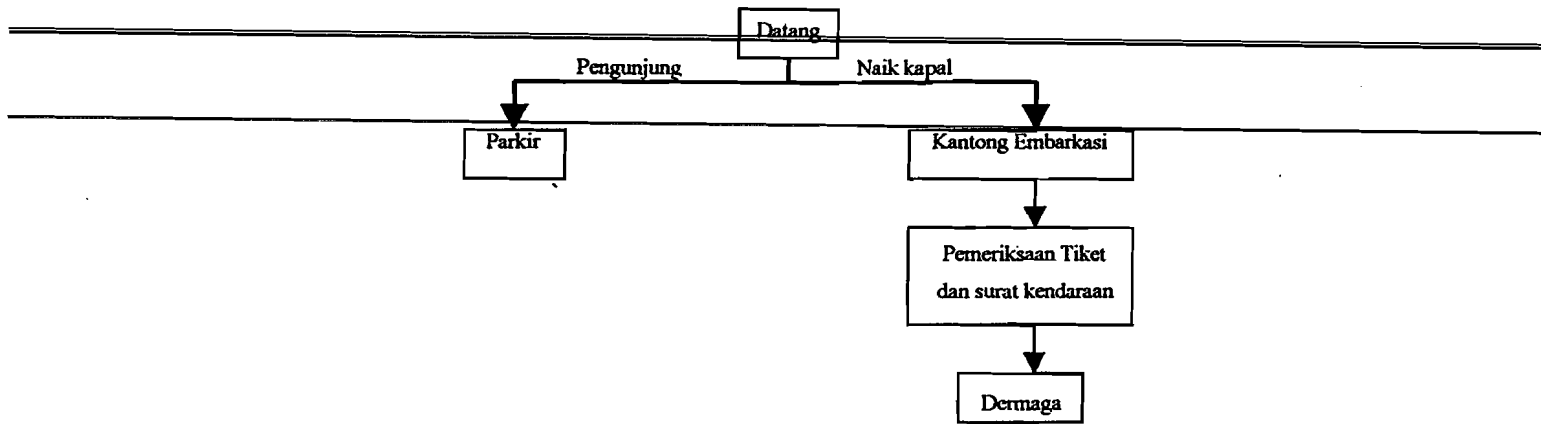 Datang
Pengunjung
Naik kapal
Parkir
Kantong Embarkasi
Pemeriksaan Tiket
dan surat kendaraan
Dermaga